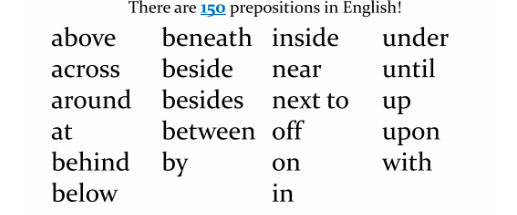 There are 150 prepositions in English!
above beneath inside under
across beside near until
around besides next to up
at between off upon
behind by on with
below in